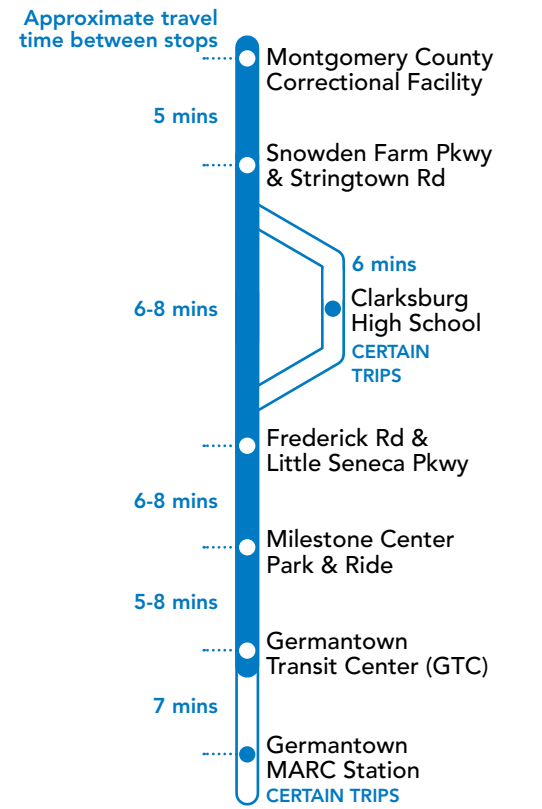 Approximate travel
time between stops
Montgomery County
Correctional Facility
5 mins
Snowden Farm Pkwy
& Stringtown Rd
6 mins
6-8 mins
Clarksburg
High School
CERTAIN
TRIPS
Frederick Rd &
Little Seneca Pkwy
6-8 mins
Milestone Center
Park & Ride
5-8 mins
Germantown
Transit Center (GTC)
7 mins
Germantown
MARC Station
CERTAIN TRIPS